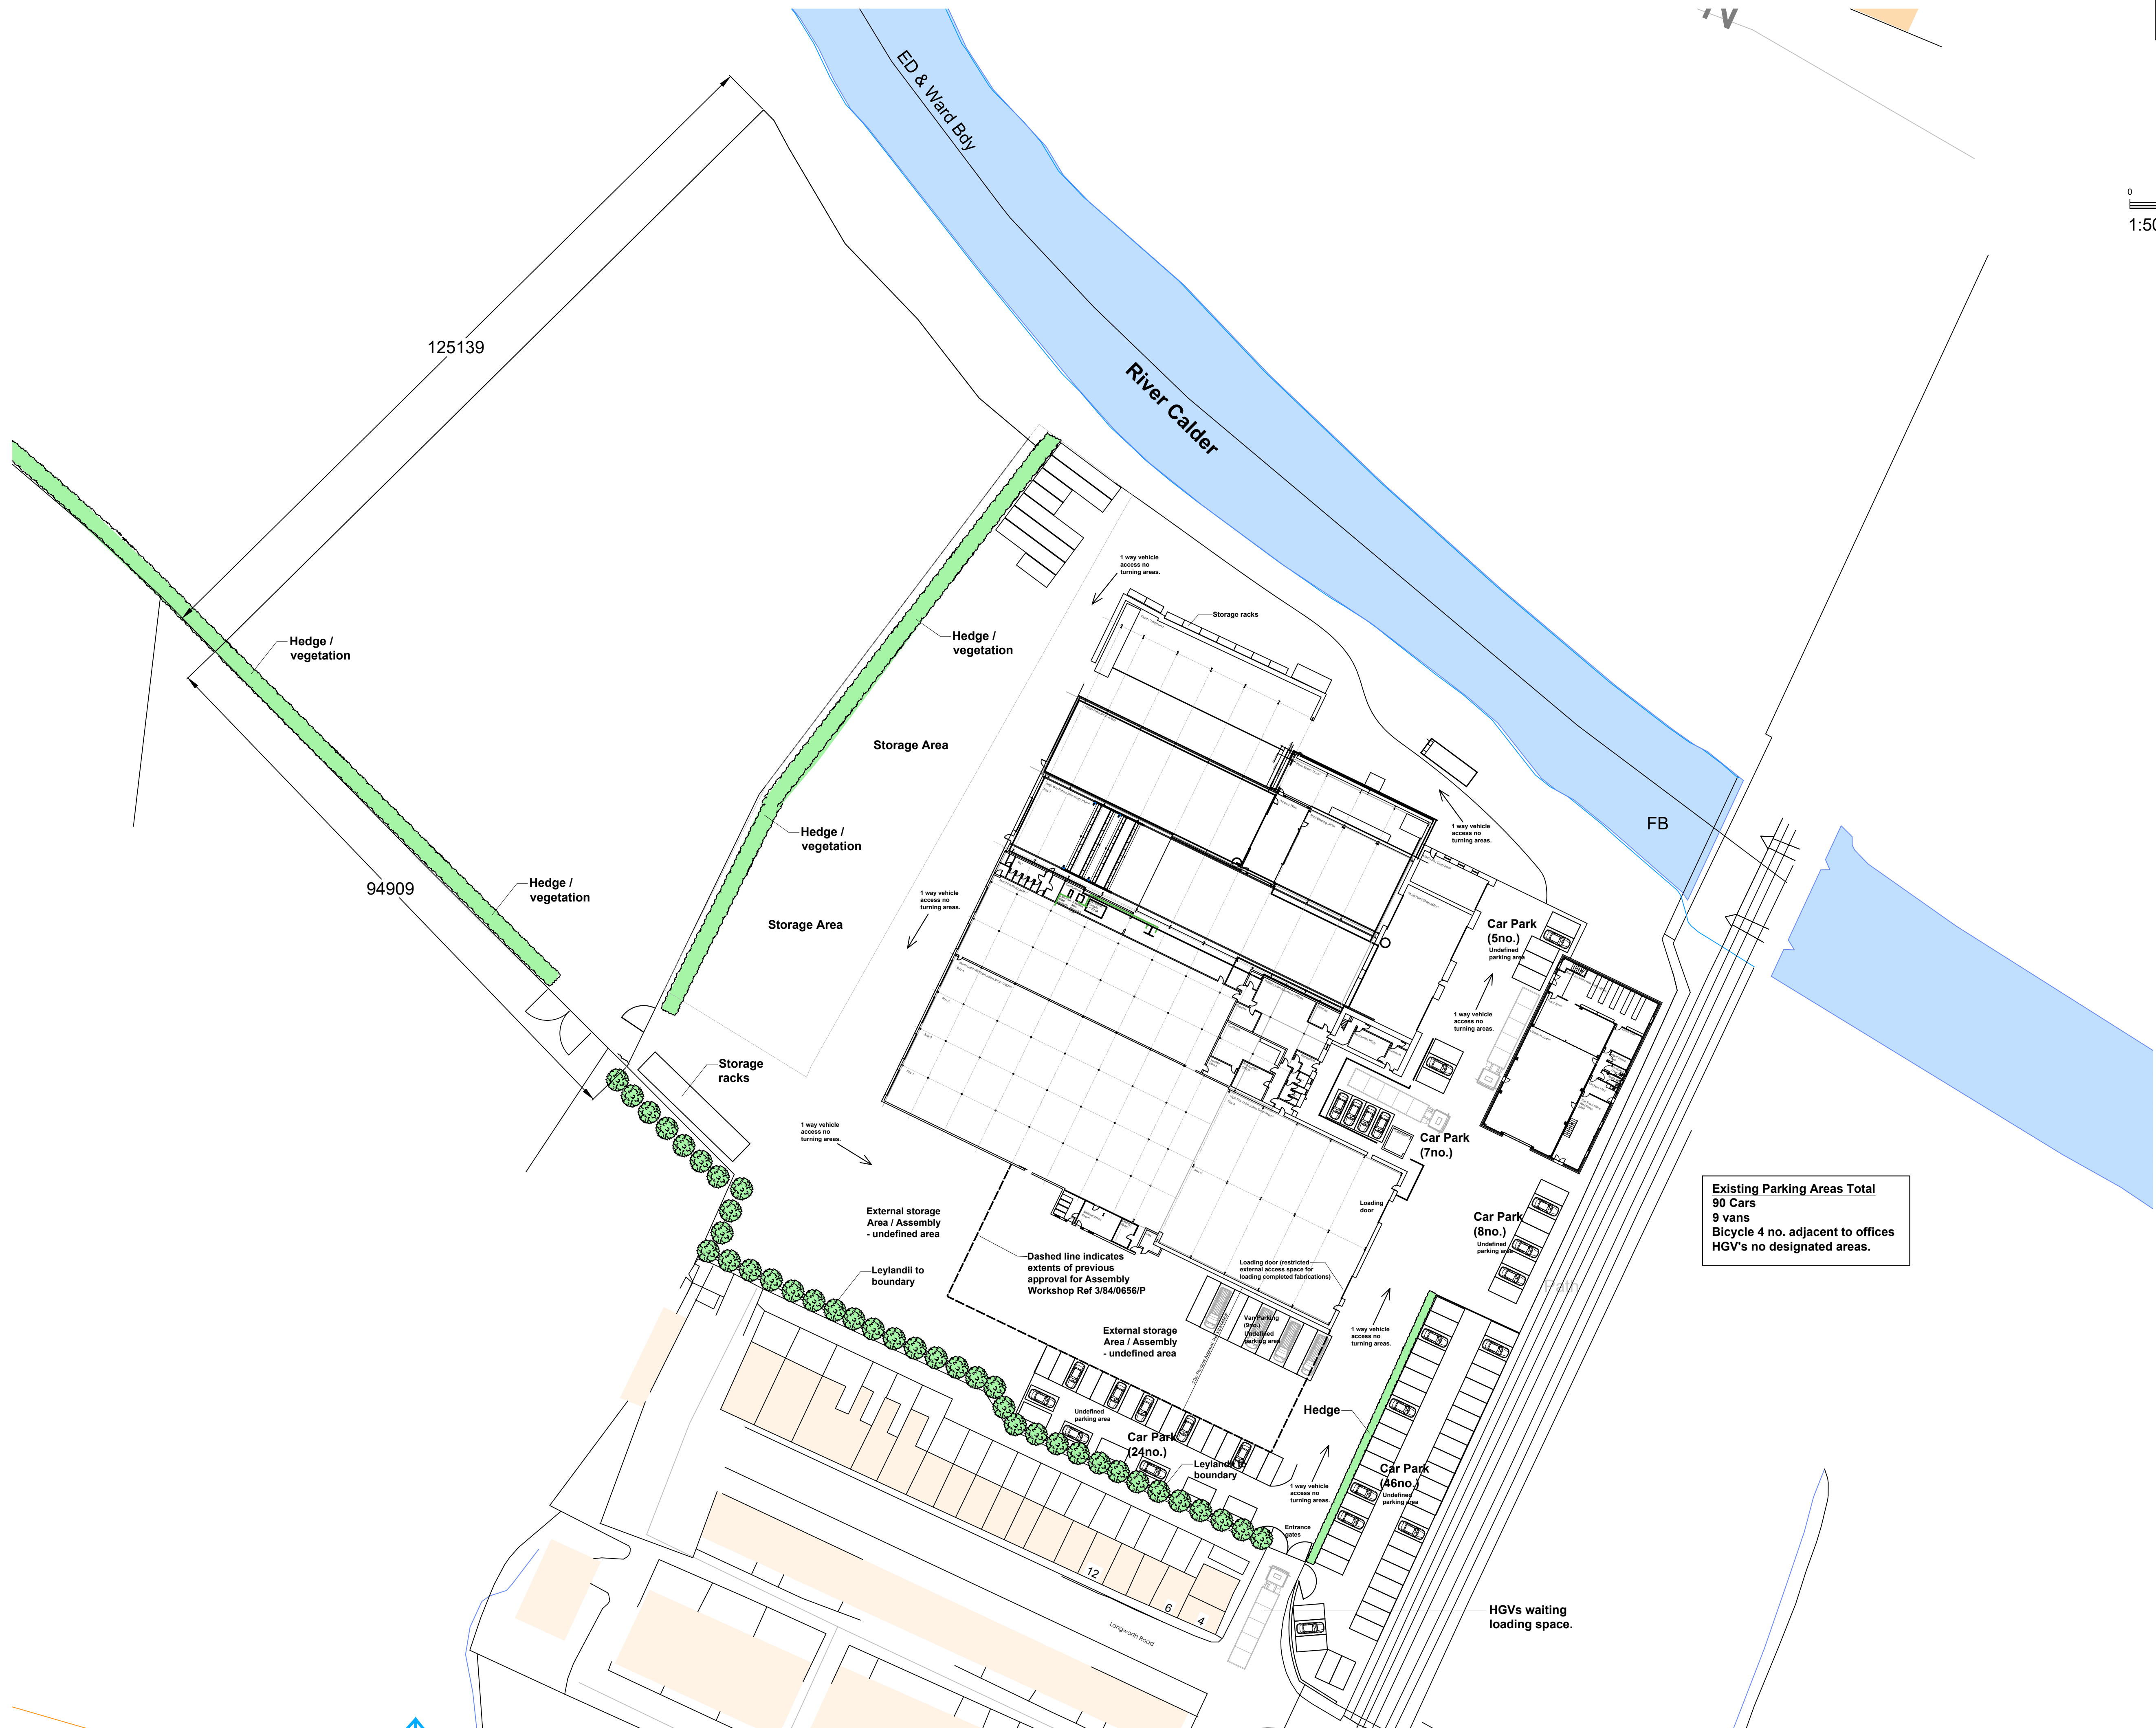 N
0
1:50
ED & Ward Bdy
River Calder
125139
94909
Hedge /
vegetation
Hedge /
vegetation
Hedge /
vegetation
Hedge /
vegetation
1 way vehicle
access no
turning areas.
Storage racks
Storage Area
1 way vehicle
access no
turning areas.
FB
1 way vehicle
access no
turning areas.
Storage Area
Car Park
(5no.)
Undefined
parking area
1 way vehicle
access no
turning areas.
Storage
racks
1 way vehicle
access no
turning areas.
Car Park
(7no.)
Existing Parking Areas Total
90 Cars
9 vans
Bicycle 4 no. adjacent to offices
HGV's no designated areas.
Loading
door
External storage
Area / Assembly
- undefined area
Car Park
(8no.)
Undefined
parking area
Dashed line indicates
extents of previous
approval for Assembly
Workshop Ref 3/84/0656/P
Leylandii to
boundary
Loading door (restricted
external access space for
loading completed fabrications)
Path
Van Parking
(9no.)
Undefined
parking area
External storage
Area / Assembly
- undefined area
1 way vehicle
access no
turning areas.
Hedge
Undefined
parking area
Car Park
(24no.)
Leylandii to
boundary
Car Park
(46no.)
Undefined
parking area
1 way vehicle
access no
turning areas.
Entrance
gates
12
6
4
Longworth Road
HGVs waiting
loading space.